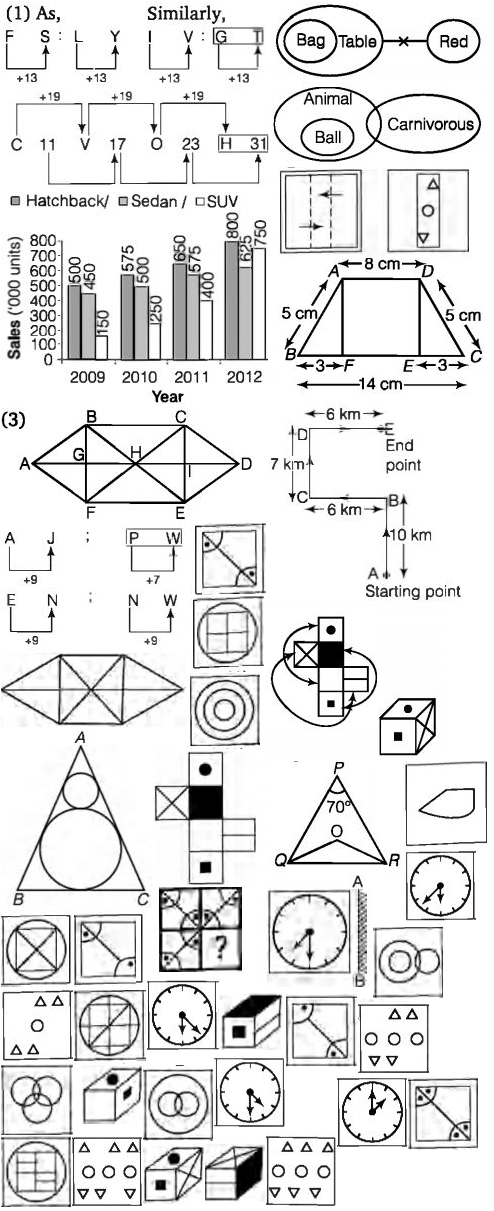 (1) As, Similarly,
F S : L Y I V : G T
+13 +13 +13 +13
+19 +19 +19
C 11 V 17 O 23 H 31
Bag Table Red
Animal
Ball Carnivorous
Hatchback/ Sedan / SUV
Sales ('000 units)
800
700
600
500
400
300
200
100
0
500 450 150
575 500 250
650 575 400
800 625 750
2009 2010 2011 2012
Year
A 8 cm D
5 cm 5 cm
B 3 F E 3 C
14 cm
(3)
B C
A G H I D
F E
6 km
D E
End
point
7 km
C B
6 km
10 km
A
Starting point
A J ; P W
+9 +7
E N ; N W
+9 +9
A
B C
P
70°
O
Q R
A
B
?